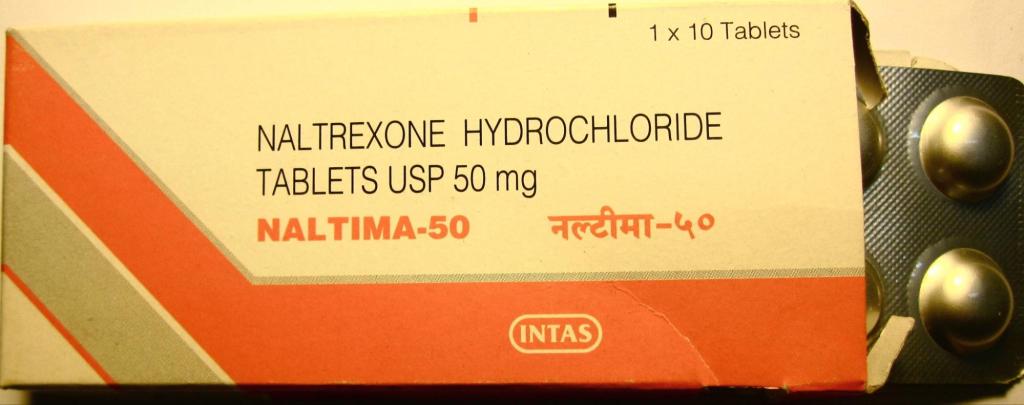 1 x 10 Tablets
NALTREXONE HYDROCHLORIDE
TABLETS USP 50 mg
NALTIMA-50 नल्टीमा-५०
INTAS